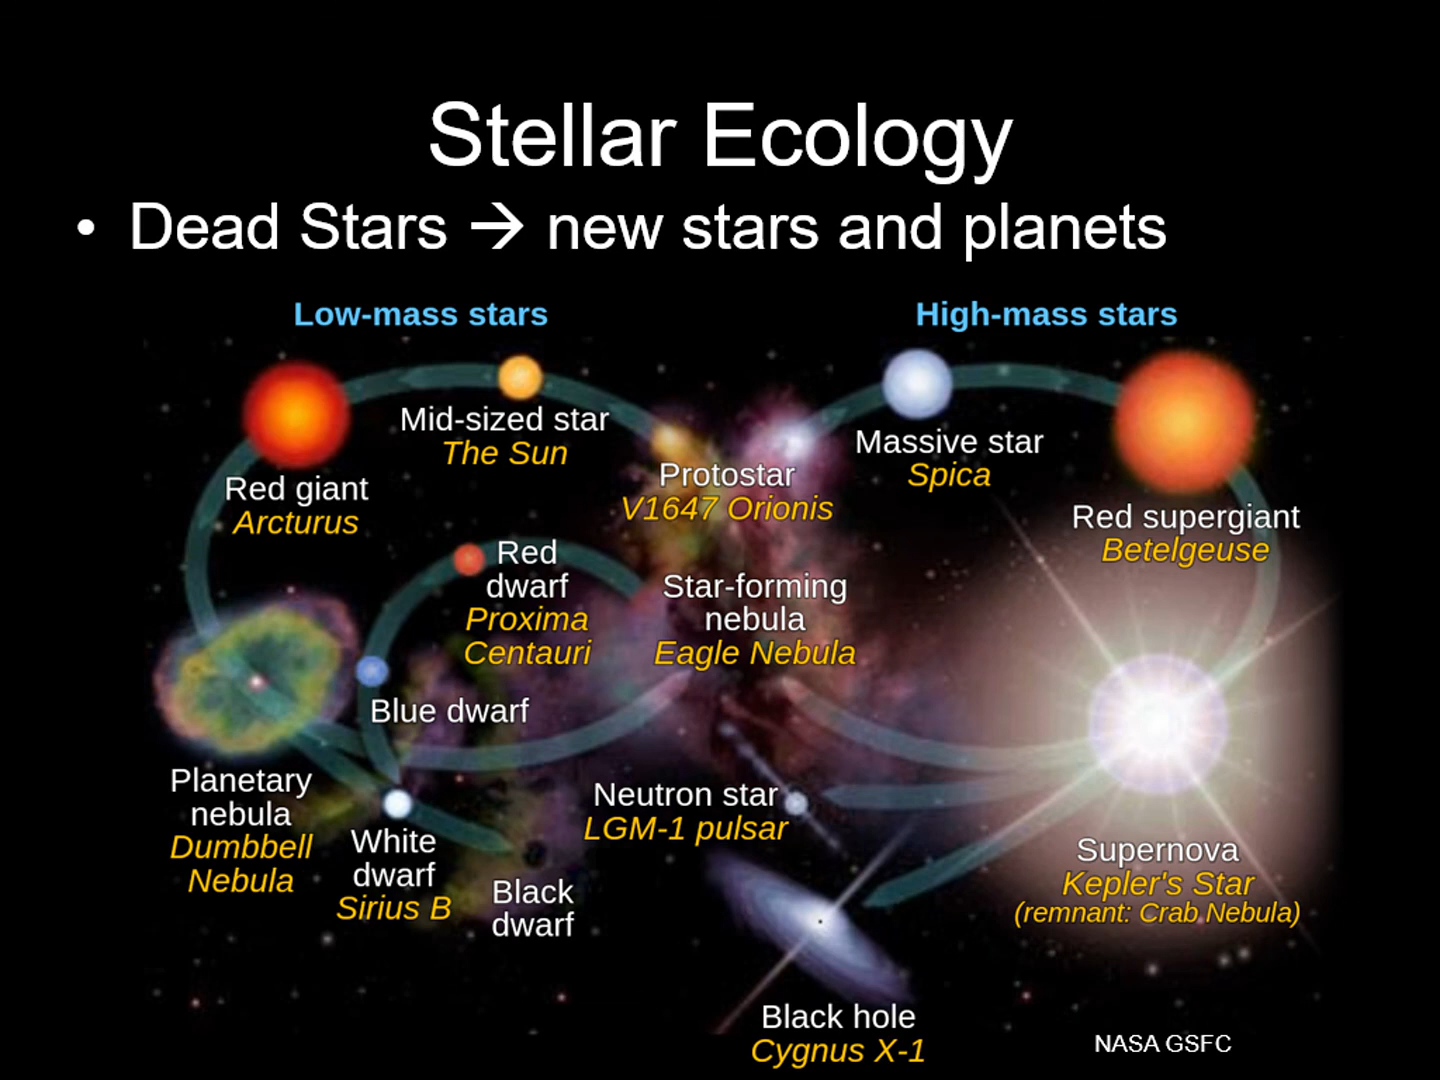 Stellar Ecology
• Dead Stars → new stars and planets
Low-mass stars
High-mass stars
Mid-sized star
The Sun
Massive star
Spica
Red giant
Arcturus
Protostar
V1647 Orionis
Red supergiant
Betelgeuse
Red
dwarf
Proxima
Centauri
Star-forming
nebula
Eagle Nebula
Blue dwarf
Planetary
nebula
Dumbbell
Nebula
White
dwarf
Sirius B
Black
dwarf
Neutron star
LGM-1 pulsar
Supernova
Kepler's Star
(remnant: Crab Nebula)
Black hole
Cygnus X-1
NASA GSFC